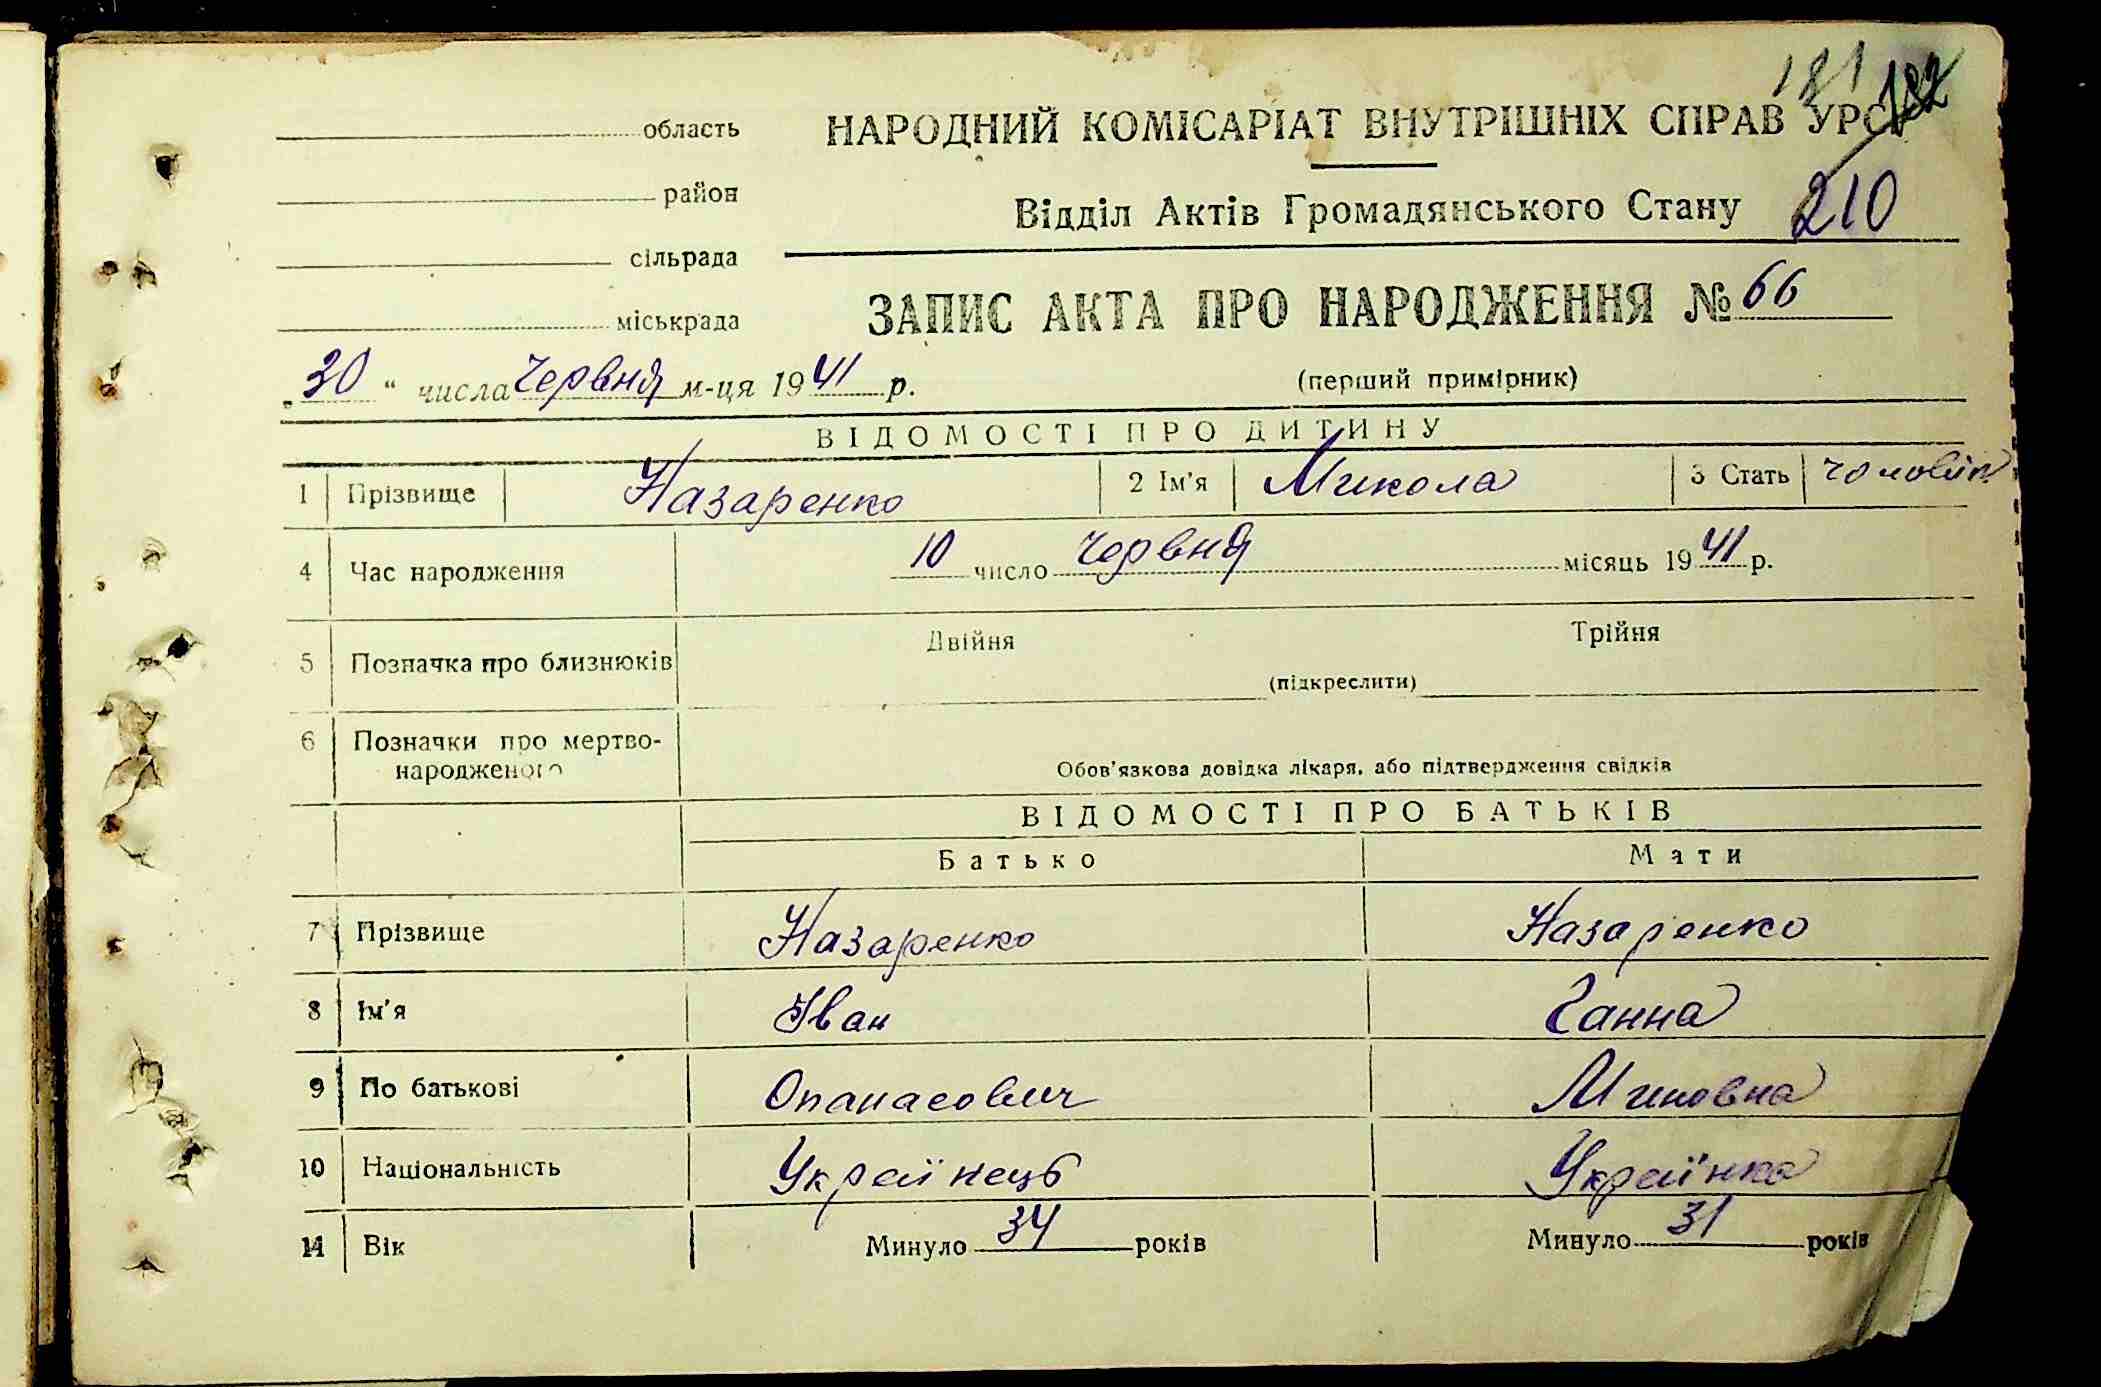 181 182
область НАРОДНИЙ КОМІСАРІАТ ВНУТРІШНІХ СПРАВ УРСР
район
Відділ Актів Громадянського Стану 210
сільрада
міськрада ЗАПИС АКТА ПРО НАРОДЖЕННЯ № 66
„30“ числа червня м-ця 1941 р. (перший примірник)
ВІДОМОСТІ ПРО ДИТИНУ
1 Прізвище Назаренко 2 Ім'я Микола 3 Стать чоловіч.
4 Час народження 10 число червня місяць 1941 р.
5 Позначка про близнюків Двійня Трійня
(підкреслити)
6 Позначки про мертво-
народженого Обов'язкова довідка лікаря, або підтвердження свідків
ВІДОМОСТІ ПРО БАТЬКІВ
Батько Мати
7 Прізвище Назаренко Назаренко
8 Ім'я Іван Ганна
9 По батькові Опанасович
10 Національність Українець Українка
11 Вік Минуло 34 років Минуло 31 років